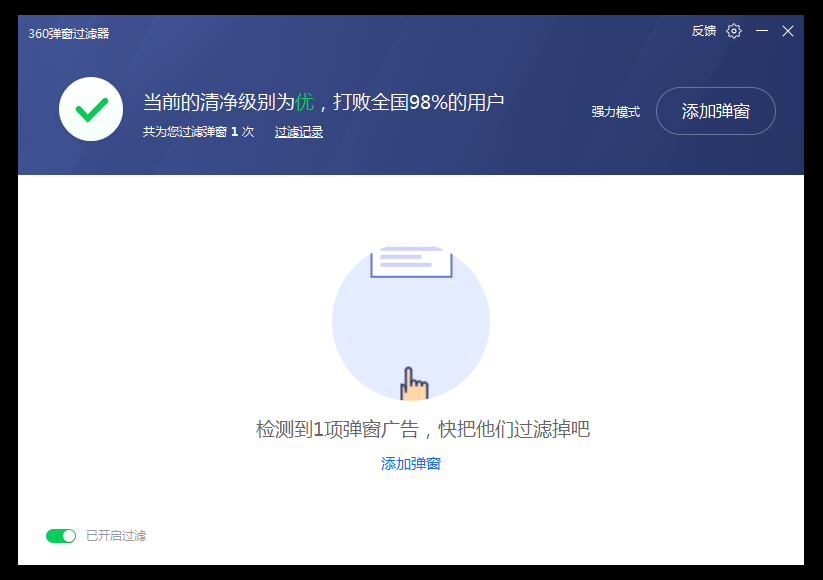 360弹窗过滤器
反馈
当前的清净级别为优，打败全国98%的用户
共为您过滤弹窗 1 次 过滤记录
强力模式 添加弹窗
检测到1项弹窗广告，快把他们过滤掉吧
添加弹窗
已开启过滤